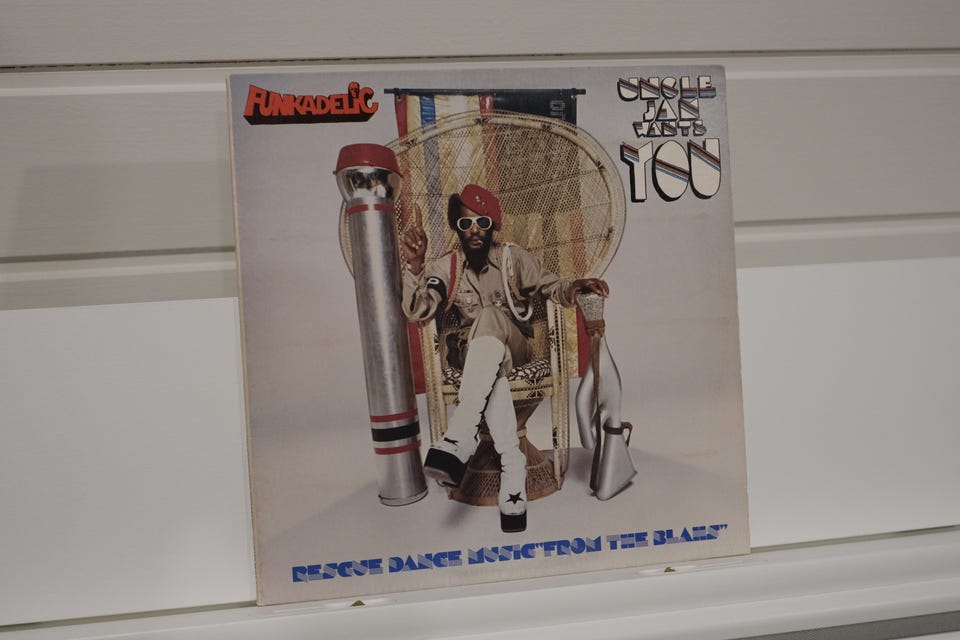 FUNKADELIC
UNCLE
JAM
WANTS
YOU
RESCUE DANCE MUSIC "FROM THE BLAHS"